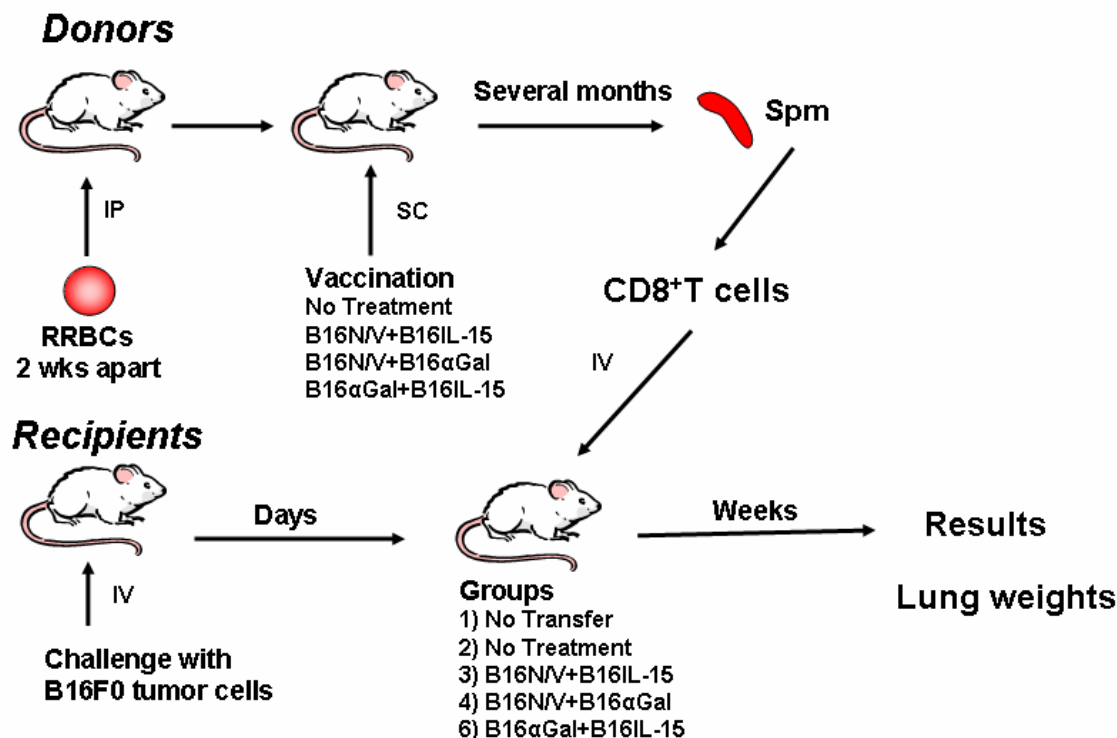 Donors
Several months
Spm
IP
SC
RRBCs
2 wks apart
Vaccination
No Treatment
B16N/V+B16IL-15
B16N/V+B16αGal
B16αGal+B16IL-15
CD8⁺T cells
IV
Recipients
Days
Weeks
Results
Lung weights
IV
Challenge with
B16F0 tumor cells
Groups
1) No Transfer
2) No Treatment
3) B16N/V+B16IL-15
4) B16N/V+B16αGal
6) B16αGal+B16IL-15